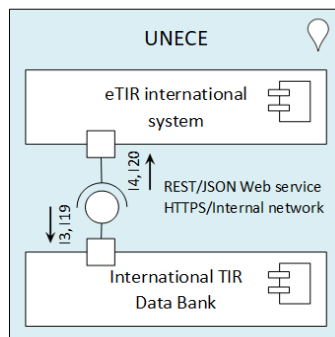 UNECE
eTIR international
system
I4, I20
I3, I19
REST/JSON Web service
HTTPS/Internal network
International TIR
Data Bank